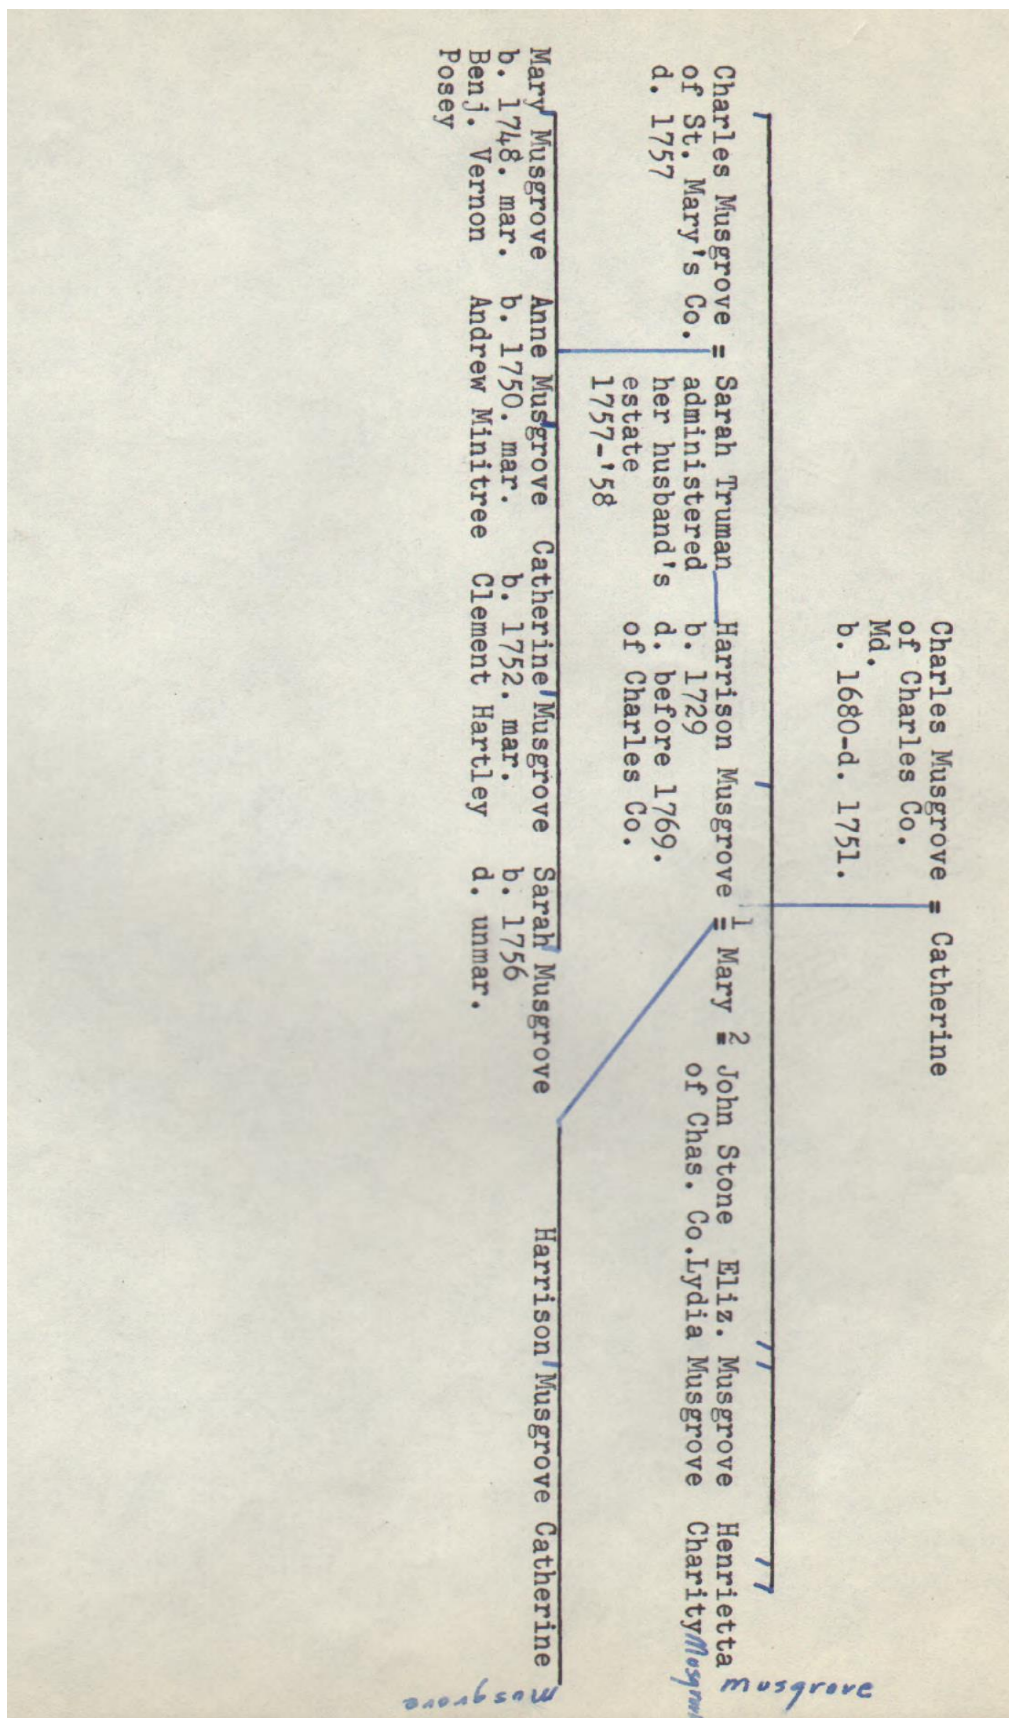 Charles Musgrove = Catherine
of Charles Co.
Md.
b. 1680-d. 1751.
Charles Musgrove = Sarah Truman Harrison Musgrove 1 = Mary 2 = John Stone Eliz. Musgrove Henrietta musgrove
of St. Mary's Co. administered b. 1729 of Chas. Co. Lydia Musgrove Charity Musgrove
d. 1757 her husband's d. before 1769.
estate of Charles Co.
1757-'58
Mary Musgrove Anne Musgrove Catherine Musgrove Sarah Musgrove Harrison Musgrove Catherine musgrove
b. 1748. mar. b. 1750. mar. b. 1752. mar. b. 1756
Benj. Vernon Andrew Minitree Clement Hartley d. unmar.
Posey